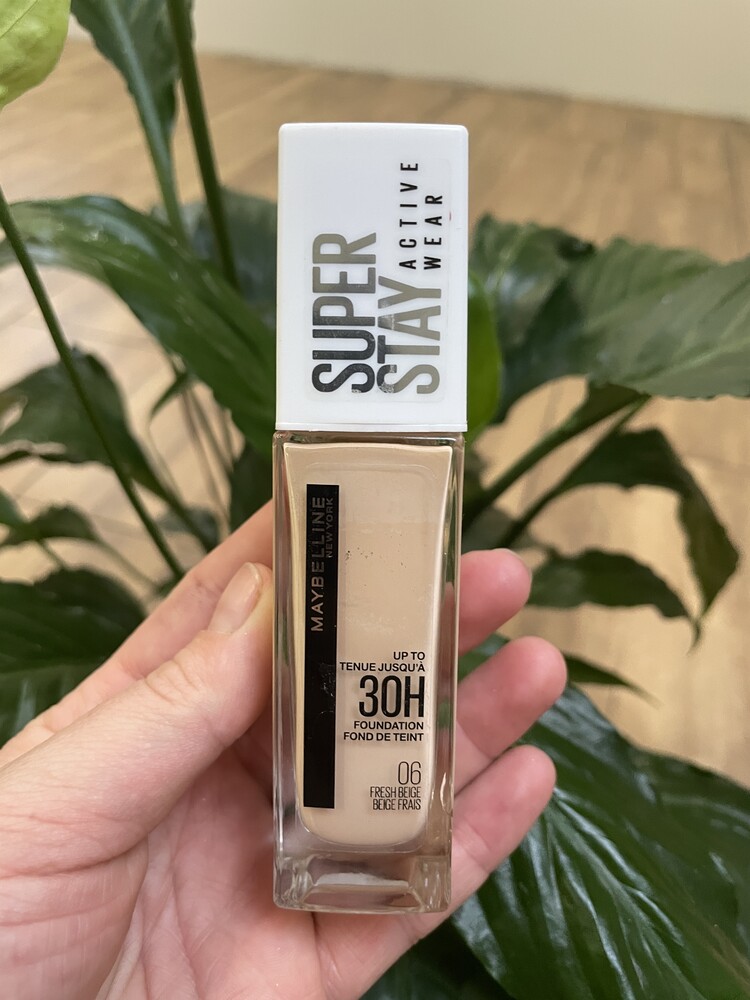 SUPER
STAY
ACTIVE
WEAR
MAYBELLINE
NEW YORK
UP TO
TENUE JUSQU'À
30H
FOUNDATION
FOND DE TEINT
06
FRESH BEIGE
BEIGE FRAIS